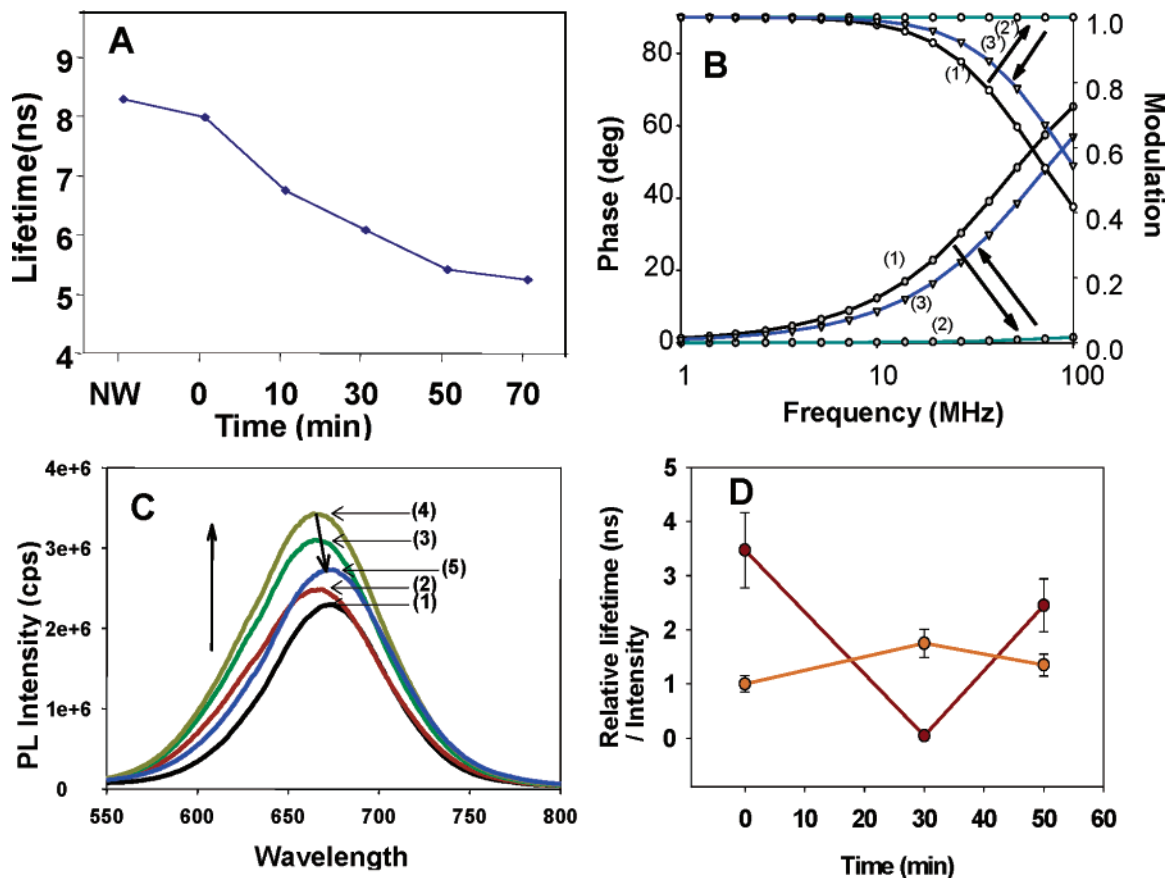 A
Lifetime(ns)
9
8
7
6
5
4
NW 0 10 30 50 70
Time (min)
B
Phase (deg)
80
60
40
20
0
Modulation
1.0
0.8
0.6
0.4
0.2
0.0
(1')
(3')
(2')
(1)
(3)
(2)
1 10 100
Frequency (MHz)
C
PL Intensity (cps)
4e+6
3e+6
2e+6
1e+6
0
(4)
(3)
(5)
(2)
(1)
550 600 650 700 750 800
Wavelength
D
Relative lifetime (ns)
/ Intensity
5
4
3
2
1
0
0 10 20 30 40 50 60
Time (min)